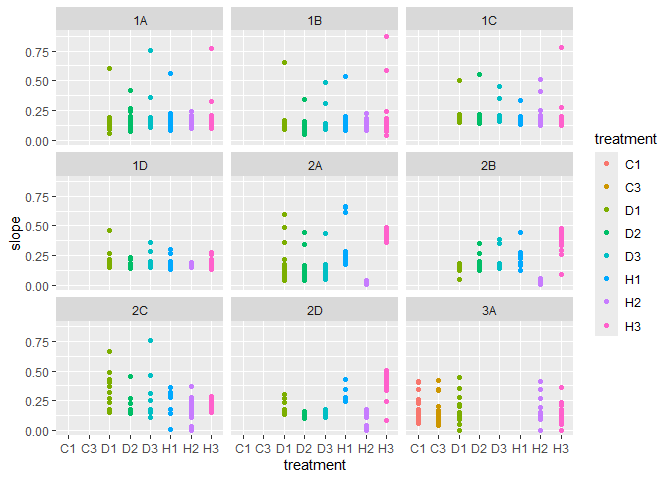 1A 1B 1C
0.75
0.50
0.25
0.00
1D 2A 2B
0.75
0.50
0.25
0.00
2C 2D 3A
0.75
0.50
0.25
0.00
C1 C3 D1 D2 D3 H1 H2 H3 C1 C3 D1 D2 D3 H1 H2 H3 C1 C3 D1 D2 D3 H1 H2 H3
treatment
slope
treatment
C1
C3
D1
D2
D3
H1
H2
H3